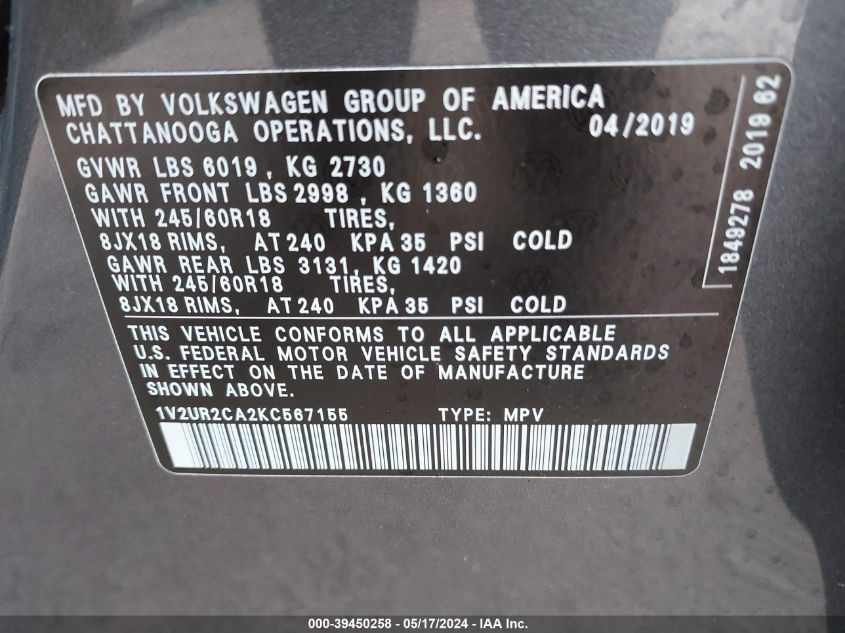 MFD BY VOLKSWAGEN GROUP OF AMERICA
CHATTANOOGA OPERATIONS, LLC. 04/2019
GVWR LBS 6019, KG 2730
GAWR FRONT LBS 2998, KG 1360
WITH 245/60R18 TIRES,
8JX18 RIMS, AT 240 KPA 35 PSI COLD
GAWR REAR LBS 3131, KG 1420
WITH 245/60R18 TIRES,
8JX18 RIMS, AT 240 KPA 35 PSI COLD
THIS VEHICLE CONFORMS TO ALL APPLICABLE
U.S. FEDERAL MOTOR VEHICLE SAFETY STANDARDS
IN EFFECT ON THE DATE OF MANUFACTURE
SHOWN ABOVE.
1V2UR2CA2KC567155 TYPE: MPV
1849278 2019 62
000-39450258 - 05/17/2024 - IAA Inc.